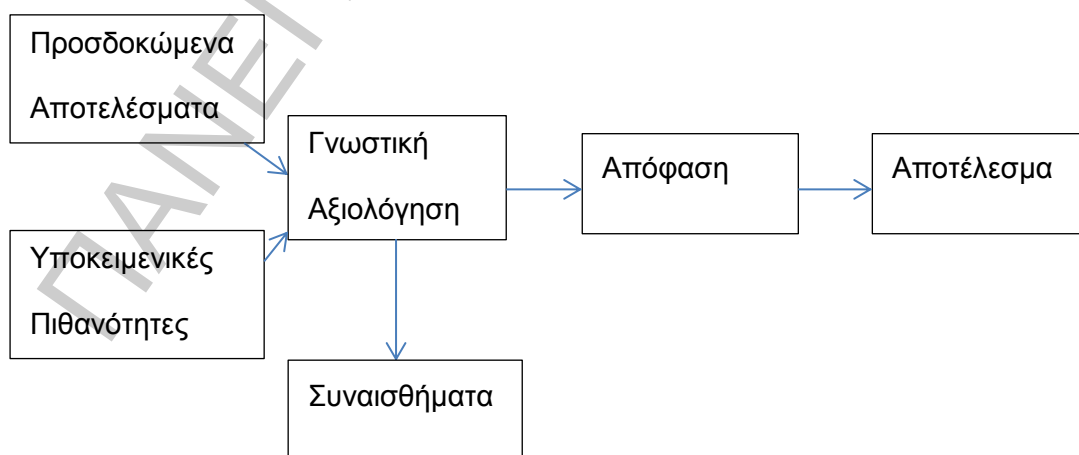 Προσδοκώμενα
Αποτελέσματα
Υποκειμενικές
Πιθανότητες
Γνωστική
Αξιολόγηση
Συναισθήματα
Απόφαση
Αποτέλεσμα